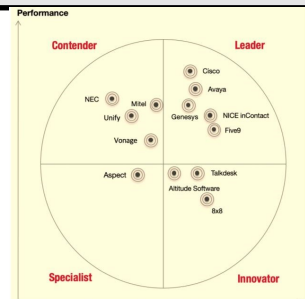 Performance
Contender
Leader
Cisco
Avaya
NEC
Mitel
Genesys
NICE inContact
Unify
Five9
Vonage
Aspect
Talkdesk
Altitude Software
8x8
Specialist
Innovator